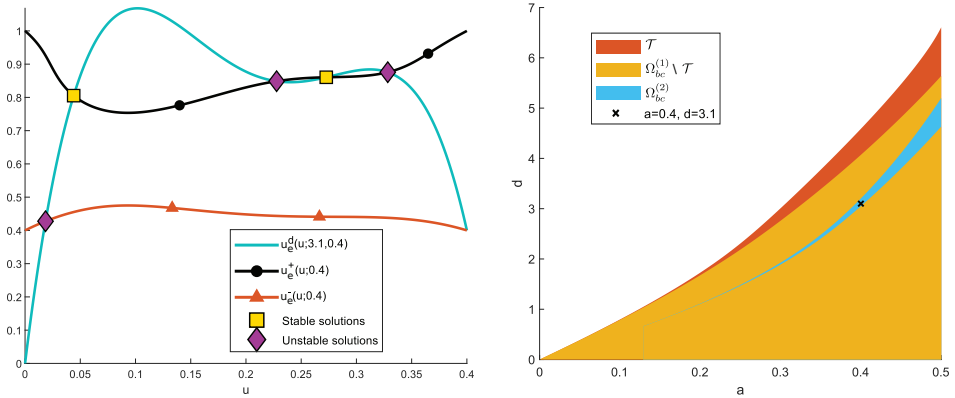 1
0.9
0.8
0.7
0.6
0.5
0.4
0.3
0.2
0.1
0
0 0.05 0.1 0.15 0.2 0.25 0.3 0.35 0.4
u
u_e^d(u;3.1,0.4)
u_e^+(u;0.4)
u_e^-(u;0.4)
Stable solutions
Unstable solutions
7
6
5
4
3
2
1
0
d
0 0.1 0.2 0.3 0.4 0.5
a
𝒯
Ω_{bc}^{(1)} \ 𝒯
Ω_{bc}^{(2)}
a=0.4, d=3.1